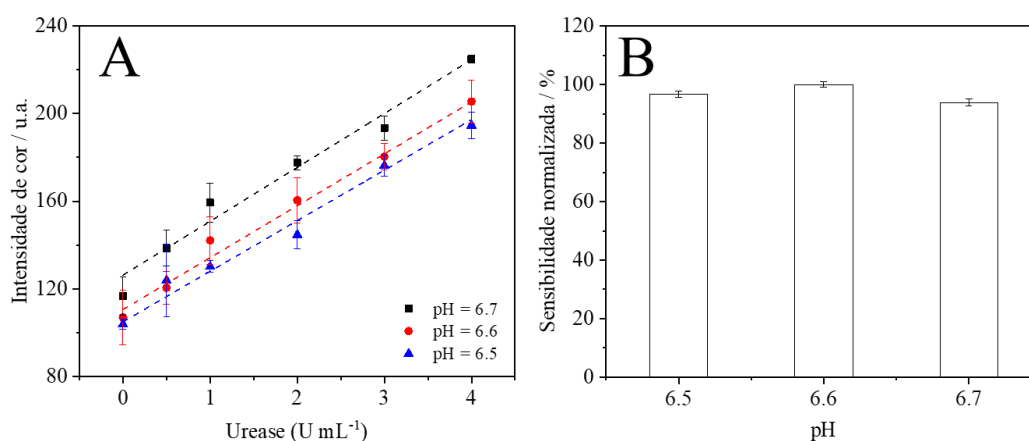 A
Intensidade de cor / u.a.
240
200
160
120
80
pH = 6.7
pH = 6.6
pH = 6.5
0 1 2 3 4
Urease (U mL⁻¹)
B
Sensibilidade normalizada / %
120
100
80
60
40
20
0
6.5 6.6 6.7
pH